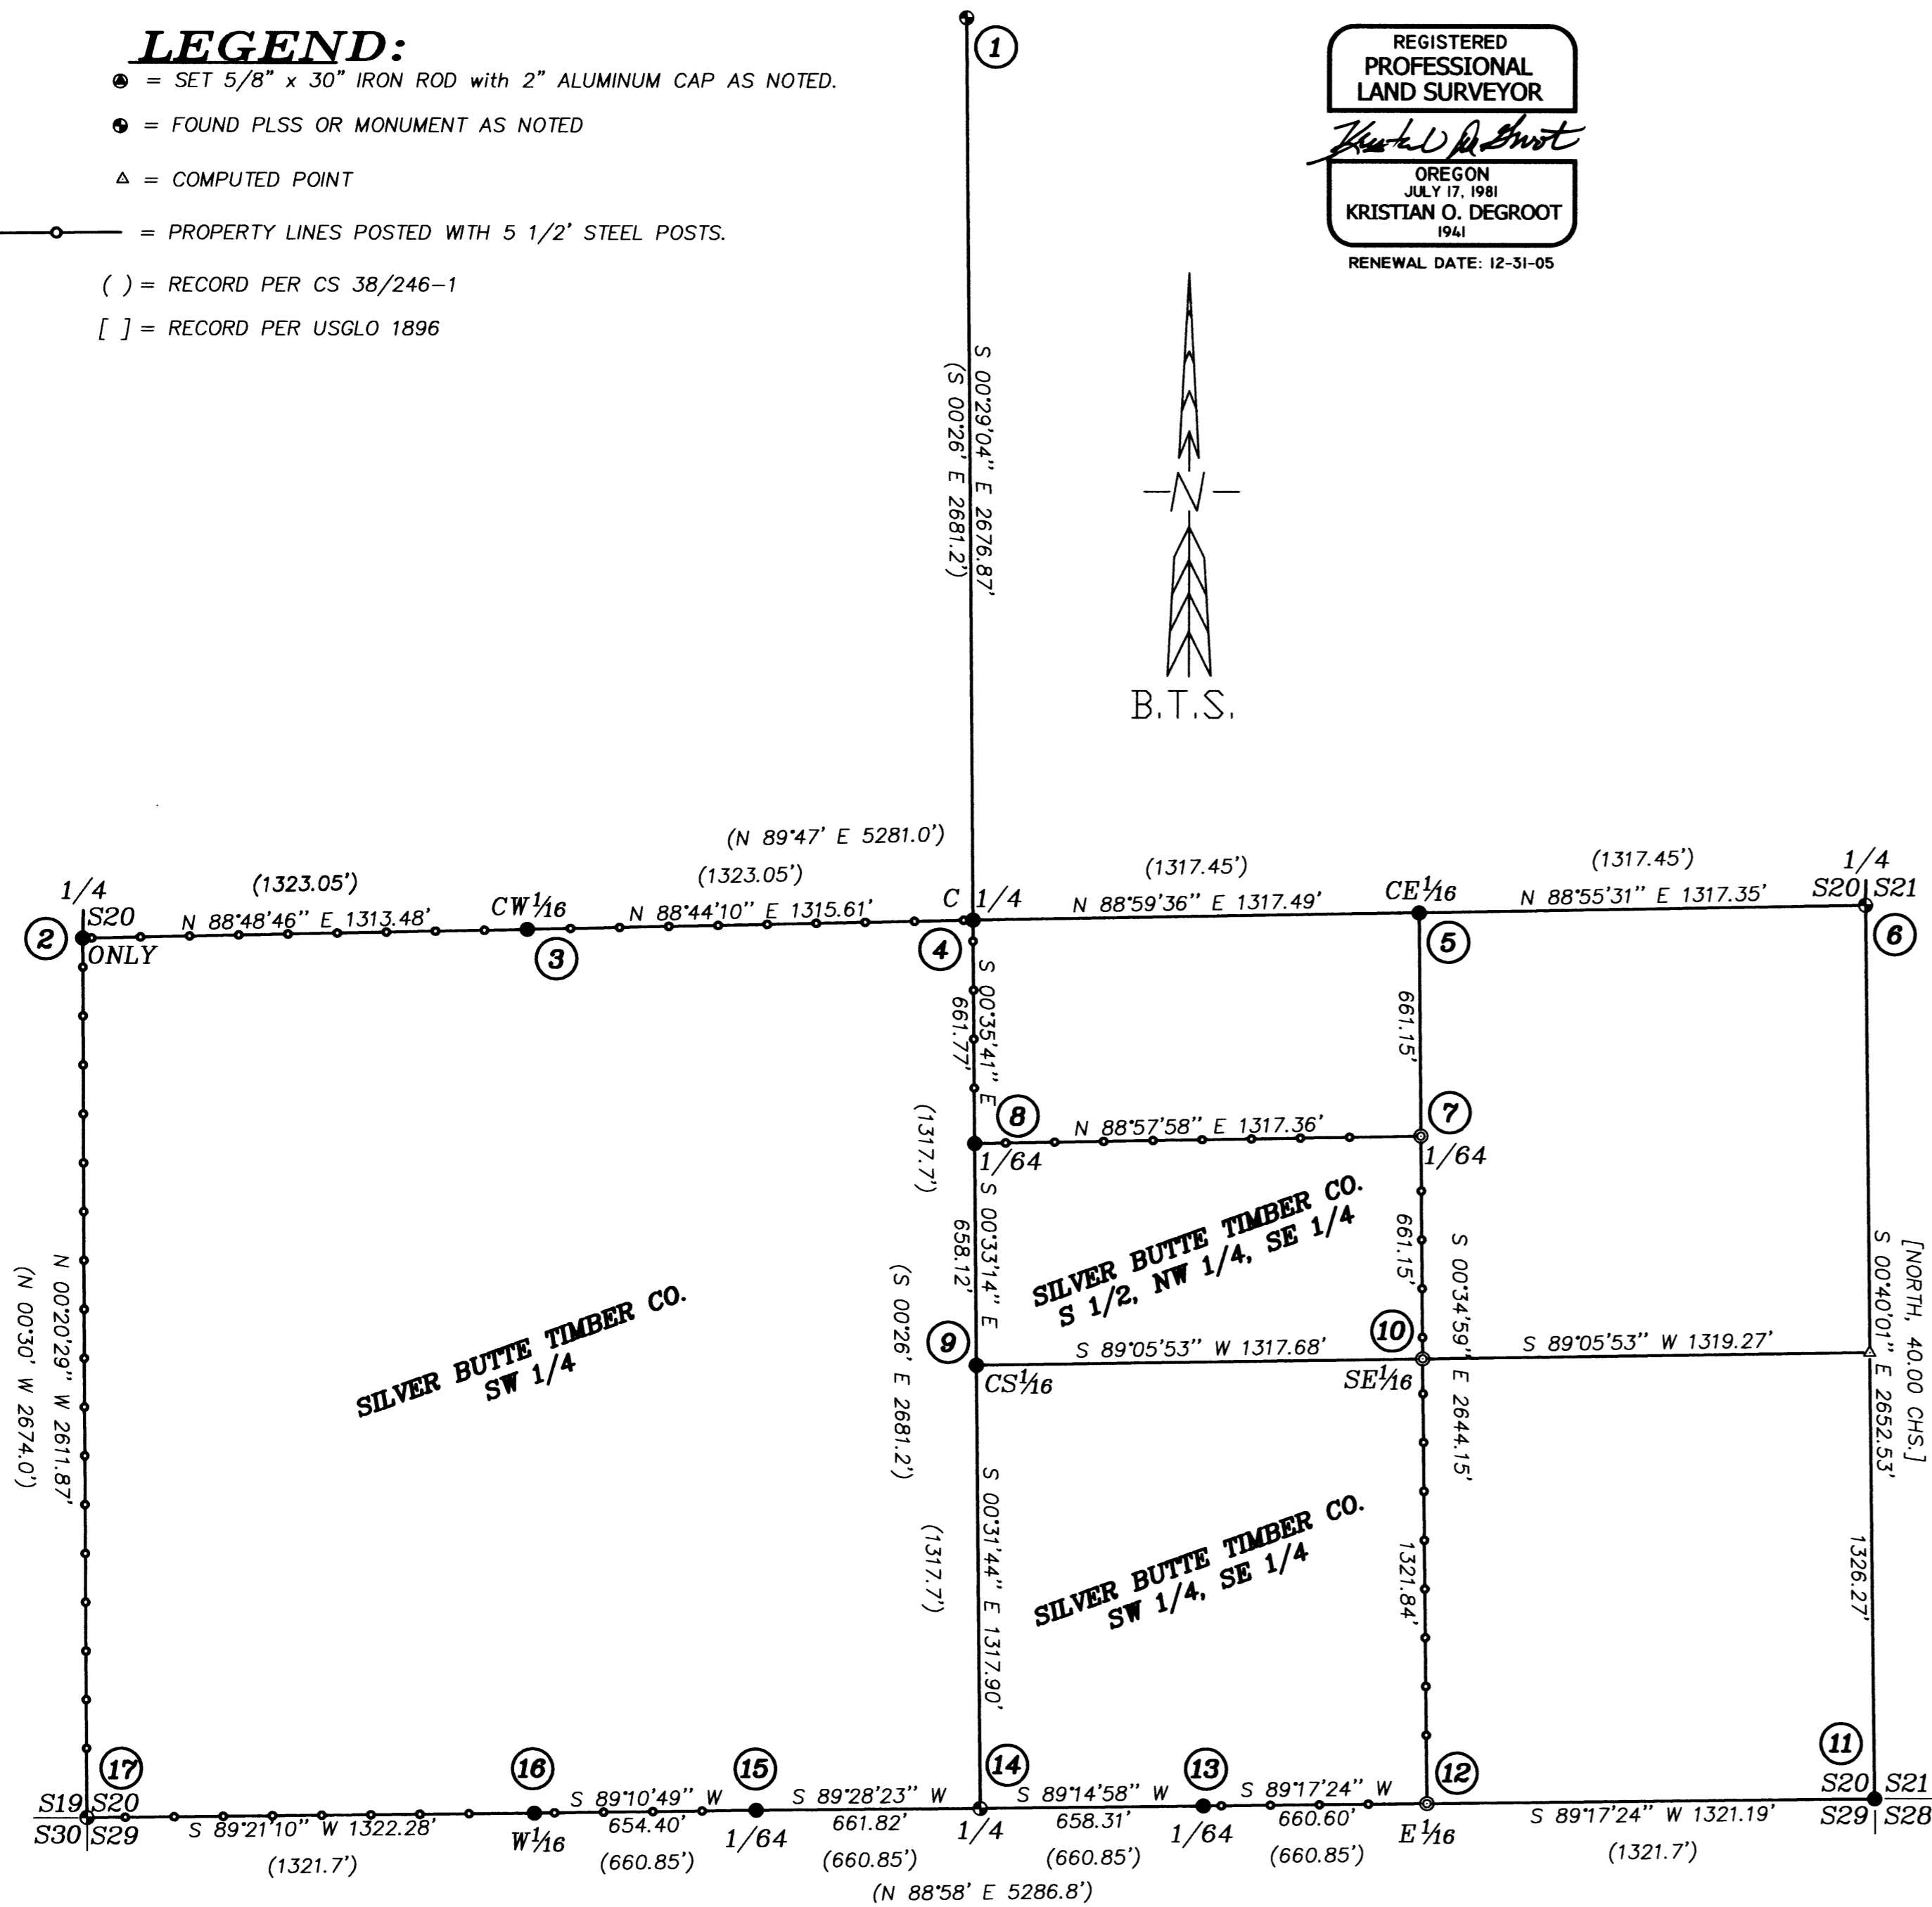 LEGEND:
= SET 5/8" x 30" IRON ROD with 2" ALUMINUM CAP AS NOTED.
= FOUND PLSS OR MONUMENT AS NOTED
= COMPUTED POINT
= PROPERTY LINES POSTED WITH 5 1/2' STEEL POSTS.
( ) = RECORD PER CS 38/246-1
[ ] = RECORD PER USGLO 1896
1
REGISTERED
PROFESSIONAL
LAND SURVEYOR
OREGON
JULY 17, 1981
KRISTIAN O. DEGROOT
1941
RENEWAL DATE: 12-31-05
S 00°29'04" E 2676.87'
(S 00°26' E 2681.2')
N
B.T.S.
(N 89°47' E 5281.0')
(1323.05')
(1323.05')
(1317.45')
(1317.45')
1/4
S20
ONLY
2
N 88°48'46" E 1313.48'
CW 1/16
3
N 88°44'10" E 1315.61'
C 1/4
4
N 88°59'36" E 1317.49'
CE 1/16
5
N 88°55'31" E 1317.35'
1/4
S20 S21
6
S 00°35'41" E
661.77'
661.15'
(1317.7')
8
1/64
N 88°57'58" E 1317.36'
7
1/64
S 00°33'14" E
658.12'
SILVER BUTTE TIMBER CO.
S 1/2, NW 1/4, SE 1/4
661.15'
S 00°34'59" E 2644.15'
[NORTH, 40.00 CHS.]
S 00°40'01" E 2652.53'
N 00°20'29" W 2611.87'
(N 00°30' W 2674.0')
SILVER BUTTE TIMBER CO.
SW 1/4
(S 00°26' E 2681.2')
9
CS 1/16
S 89°05'53" W 1317.68'
10
SE 1/16
S 89°05'53" W 1319.27'
S 00°31'44" E 1317.90'
(1317.7')
SILVER BUTTE TIMBER CO.
SW 1/4, SE 1/4
1321.84'
1326.27'
17
S19 S20
S30 S29
S 89°21'10" W 1322.28'
(1321.7')
16
W 1/16
S 89°10'49" W
654.40'
(660.85')
15
1/64
S 89°28'23" W
661.82'
(660.85')
14
1/4
S 89°14'58" W
658.31'
(660.85')
13
1/64
S 89°17'24" W
660.60'
(660.85')
12
E 1/16
S 89°17'24" W 1321.19'
(1321.7')
11
S20 S21
S29 S28
(N 88°58' E 5286.8')